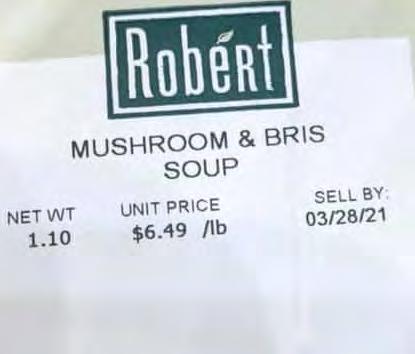 Robért
MUSHROOM & BRIS
SOUP
NET WT UNIT PRICE SELL BY:
1.10 $6.49 /lb 03/28/21